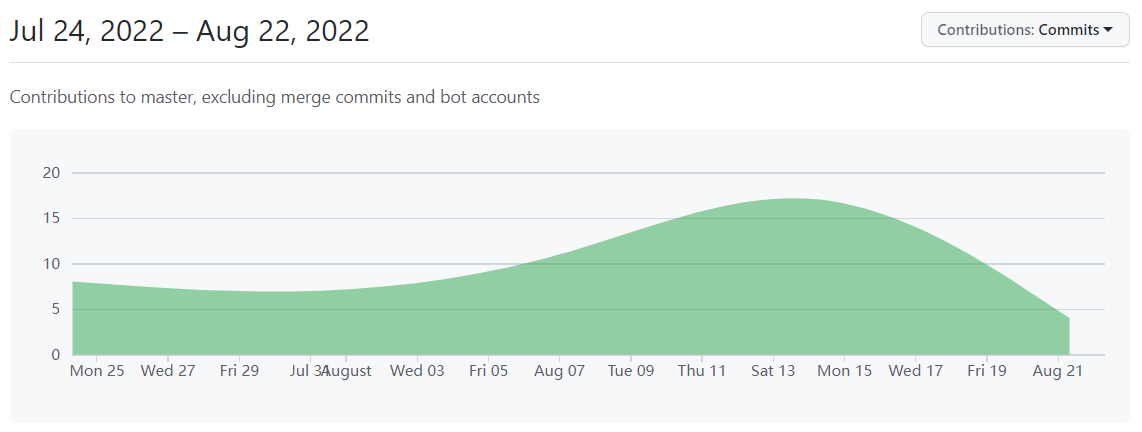 Jul 24, 2022 – Aug 22, 2022
Contributions: Commits
Contributions to master, excluding merge commits and bot accounts
20
15
10
5
0
Mon 25 Wed 27 Fri 29 Jul 31 August Wed 03 Fri 05 Aug 07 Tue 09 Thu 11 Sat 13 Mon 15 Wed 17 Fri 19 Aug 21